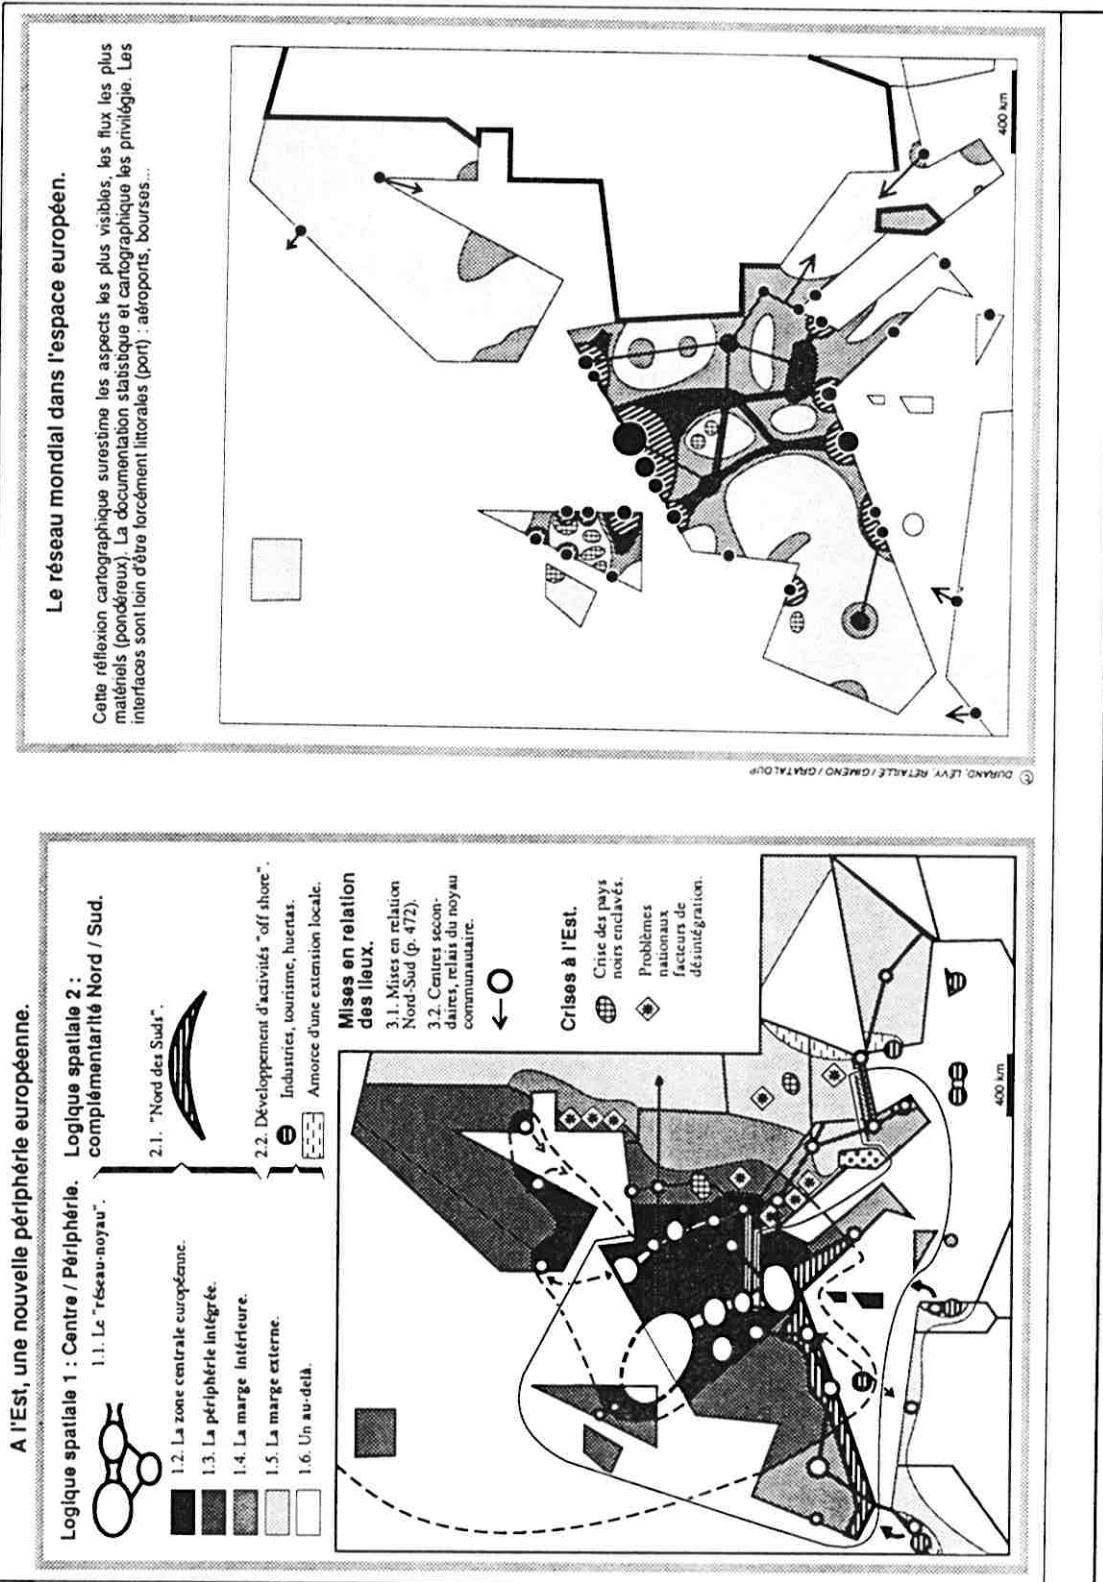 A l'Est, une nouvelle périphérie européenne.
Logique spatiale 1 : Centre / Périphérie.
1.1. Le "réseau-noyau".
1.2. La zone centrale européenne.
1.3. La périphérie intégrée.
1.4. La marge intérieure.
1.5. La marge externe.
1.6. Un au-delà.
Logique spatiale 2 :
complémentarité Nord / Sud.
2.1. "Nord des Suds".
2.2. Développement d'activités "off shore".
Industries, tourisme, huertas.
Amorce d'une extension locale.
Mises en relation
des lieux.
3.1. Mises en relation
Nord-Sud (p. 472).
3.2. Centres secon-
daires, relais du noyau
communautaire.
Crises à l'Est.
Crise des pays
noirs enclavés.
Problèmes
nationaux
facteurs de
désintégration.
400 km
© DURAND, LÉVY, RETAILLÉ / GIMENO / GRATALOUP
Le réseau mondial dans l'espace européen.
Cette réflexion cartographique surestime les aspects les plus visibles, les flux les plus
matériels (pondéreux). La documentation statistique et cartographique les privilégie. Les
interfaces sont loin d'être forcément littorales (port) : aéroports, bourses...
400 km